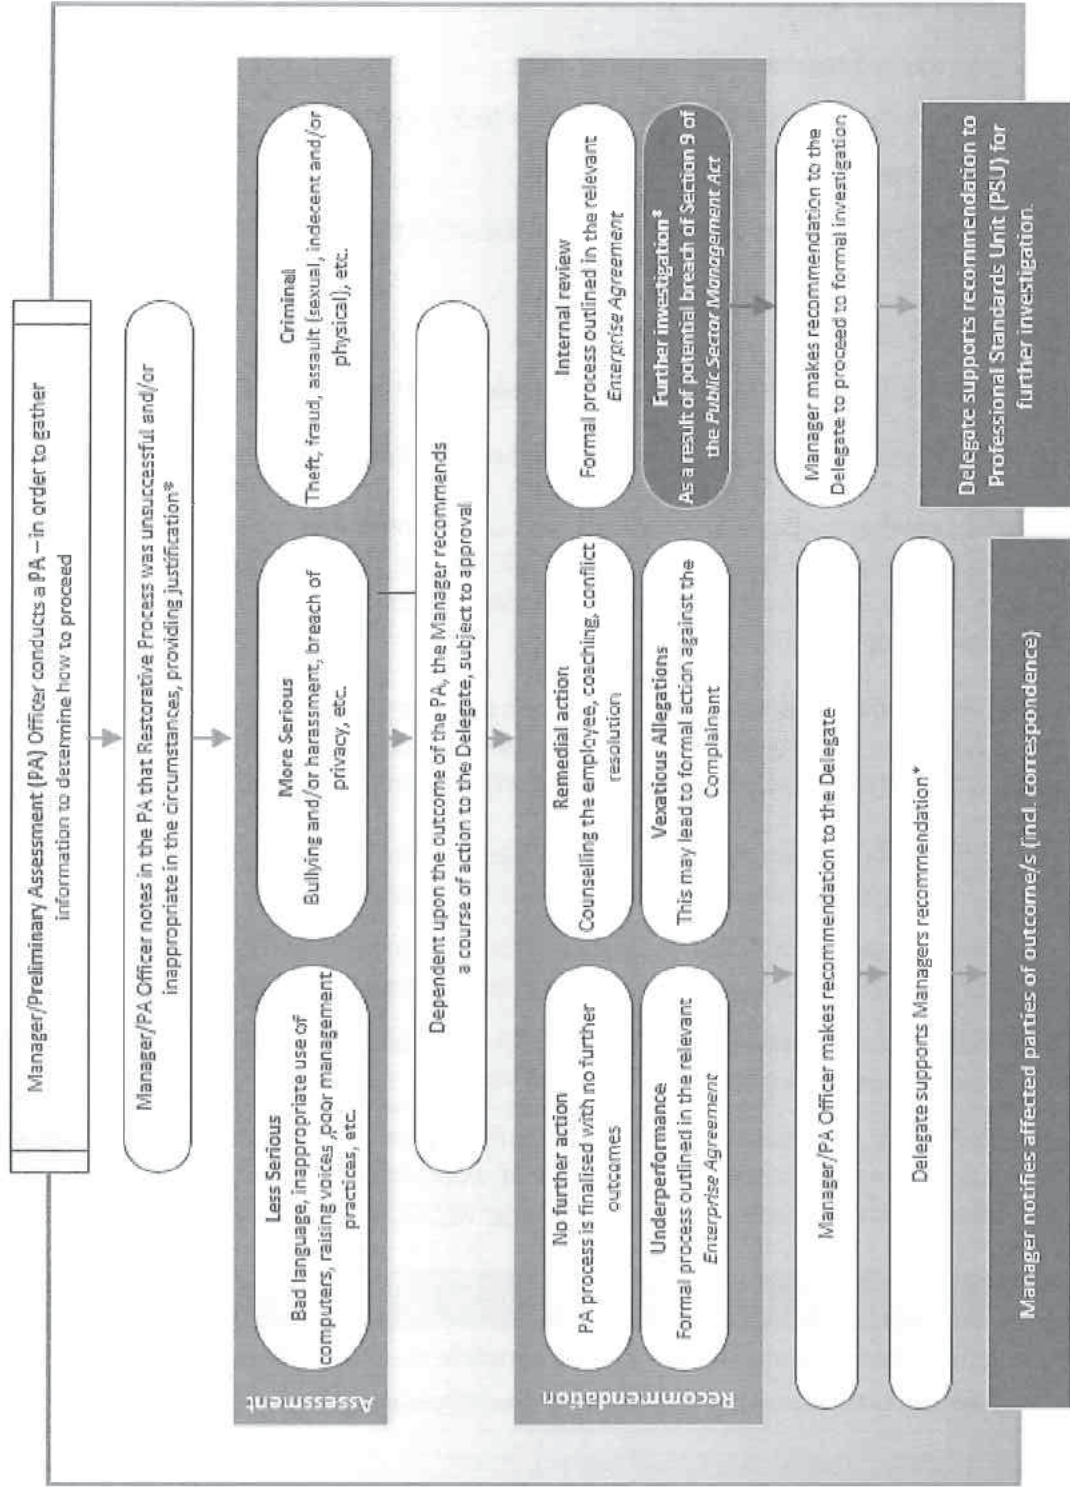 Manager/Preliminary Assessment (PA) Officer conducts a PA – in order to gather
information to determine how to proceed
Manager/PA Officer notes in the PA that Restorative Process was unsuccessful and/or
inappropriate in the circumstances, providing justification*
Assessment
Less Serious
Bad language, inappropriate use of
computers, raising voices ,poor management
practices, etc.
More Serious
Bullying and/or harassment, breach of
privacy, etc.
Criminal
Theft, fraud, assault (sexual, indecent and/or
physical), etc.
Dependent upon the outcome of the PA, the Manager recommends
a course of action to the Delegate, subject to approval
Recommendation
No further action
PA process is finalised with no further
outcomes
Remedial action
Counselling the employee, coaching, conflict
resolution
Internal review
Formal process outlined in the relevant
Enterprise Agreement
Underperformance
Formal process outlined in the relevant
Enterprise Agreement
Vexatious Allegations
This may lead to formal action against the
Complainant
Further investigation*
As a result of potential breach of Section 9 of
the Public Sector Management Act
Manager/PA Officer makes recommendation to the Delegate
Manager makes recommendation to the
Delegate to proceed to formal investigation
Delegate supports Managers recommendation*
Delegate supports recommendation to
Professional Standards Unit (PSU) for
further investigation.
Manager notifies affected parties of outcome/s (incl. correspondence)